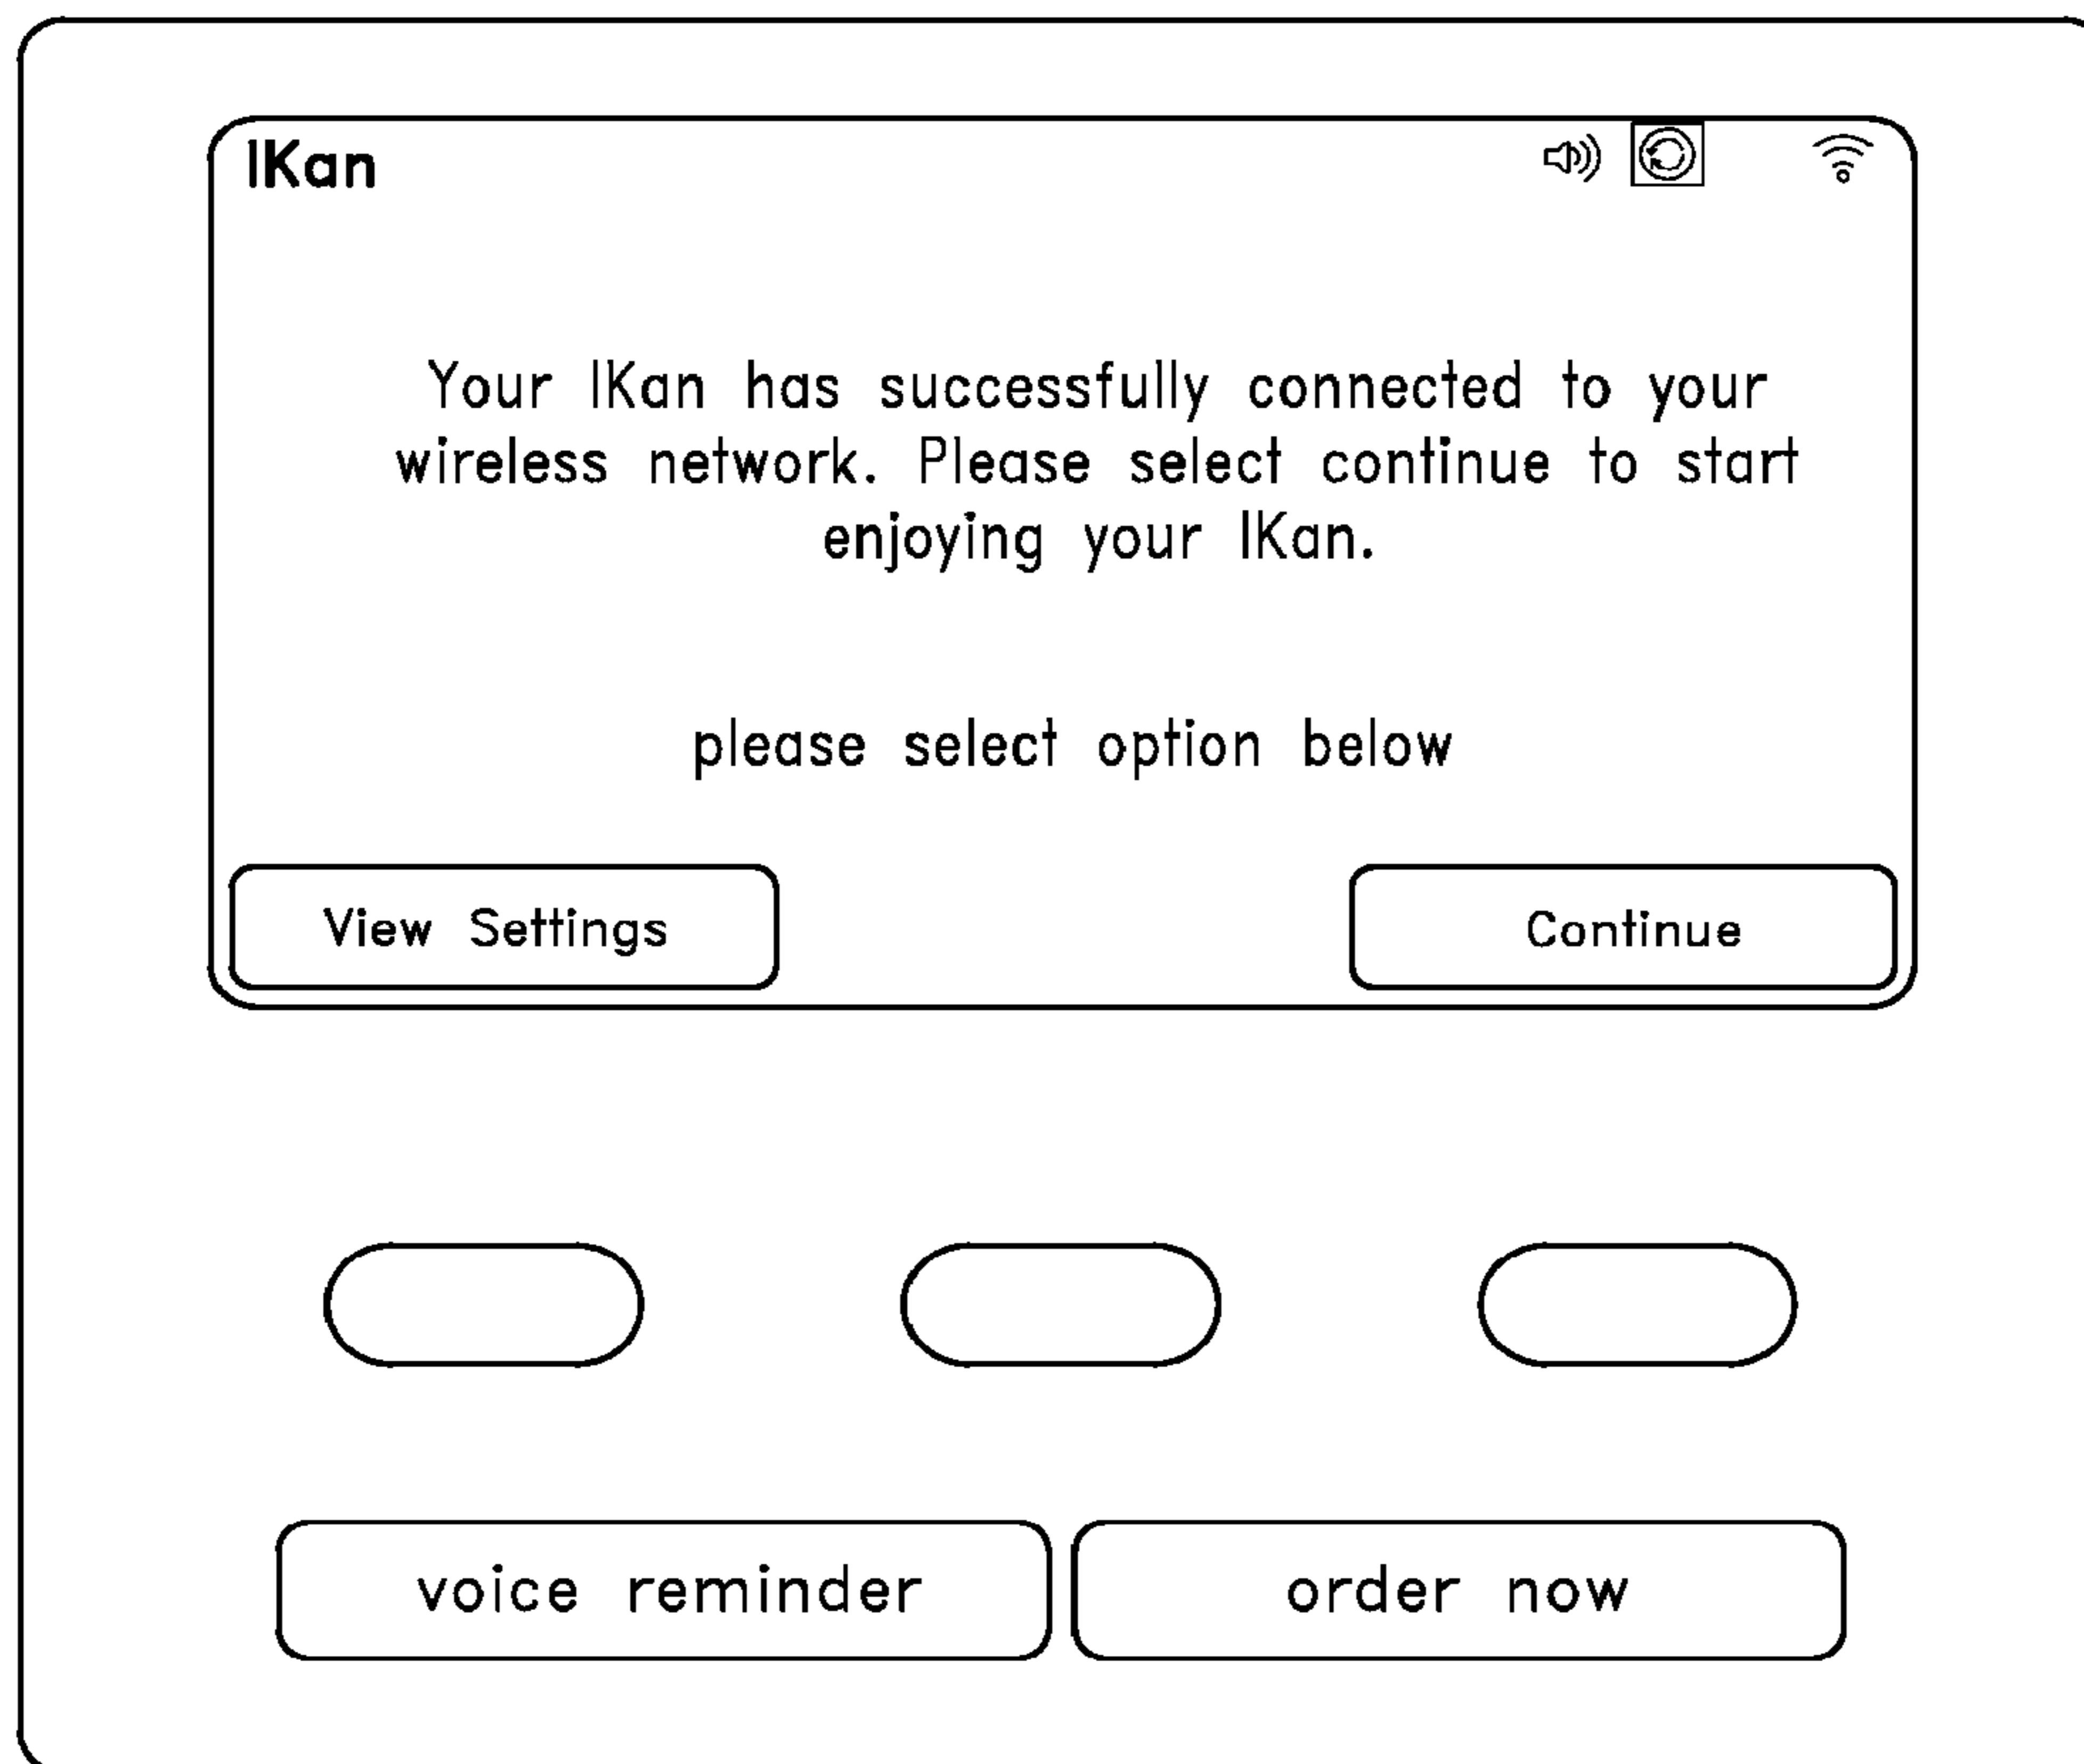 IKan
Your IKan has successfully connected to your
wireless network. Please select continue to start
enjoying your IKan.
please select option below
View Settings
Continue
voice reminder
order now